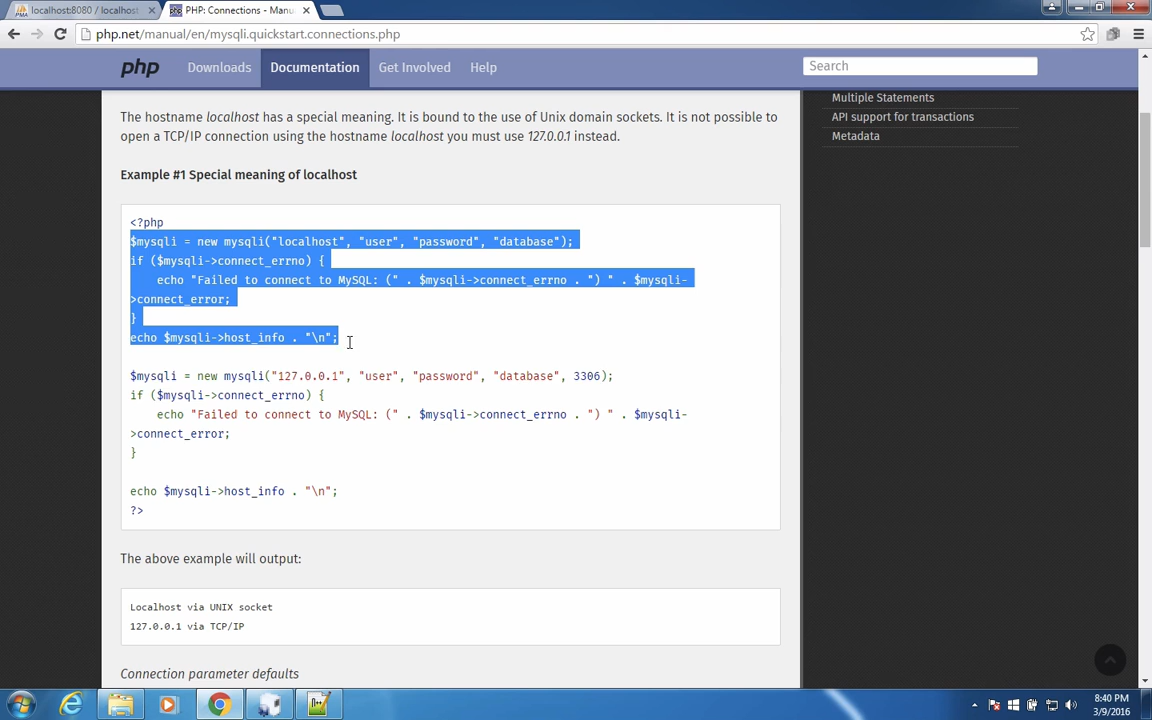 localhost:8080 / localhost
PHP: Connections - Manu
php.net/manual/en/mysqli.quickstart.connections.php
php
Downloads
Documentation
Get Involved
Help
Search
The hostname localhost has a special meaning. It is bound to the use of Unix domain sockets. It is not possible to
open a TCP/IP connection using the hostname localhost you must use 127.0.0.1 instead.
Multiple Statements
API support for transactions
Metadata
Example #1 Special meaning of localhost
<?php
$mysqli = new mysqli("localhost", "user", "password", "database");
if ($mysqli->connect_errno) {
    echo "Failed to connect to MySQL: (" . $mysqli->connect_errno . ") " . $mysqli-
>connect_error;
}
echo $mysqli->host_info . "\n";
$mysqli = new mysqli("127.0.0.1", "user", "password", "database", 3306);
if ($mysqli->connect_errno) {
    echo "Failed to connect to MySQL: (" . $mysqli->connect_errno . ") " . $mysqli-
>connect_error;
}
echo $mysqli->host_info . "\n";
?>
The above example will output:
Localhost via UNIX socket
127.0.0.1 via TCP/IP
Connection parameter defaults
8:40 PM
3/9/2016